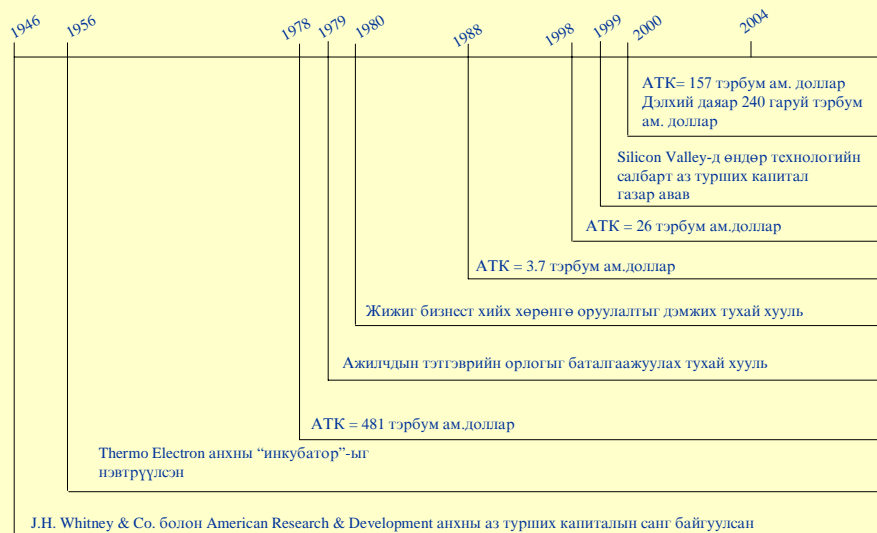 1946
1956
1978
1979
1980
1988
1998
1999
2000
2004
АТК= 157 тэрбум ам. доллар
Дэлхий даяар 240 гаруй тэрбум
ам. доллар
Silicon Valley-д өндөр технологийн
салбарт аз турших капитал
газар авав
АТК = 26 тэрбум ам.доллар
АТК = 3.7 тэрбум ам.доллар
Жижиг бизнест хийх хөрөнгө оруулалтыг дэмжих тухай хууль
Ажилчдын тэтгэврийн орлогыг баталгаажуулах тухай хууль
АТК = 481 тэрбум ам.доллар
Thermo Electron анхны “инкубатор”-ыг
нэвтрүүлсэн
J.H. Whitney & Co. болон American Research & Development анхны аз турших капиталын санг байгуулсан